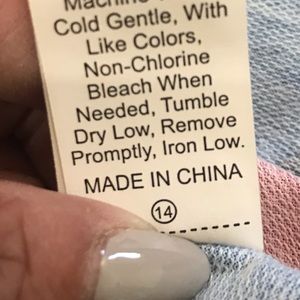 Machine
Cold Gentle, With
Like Colors,
Non-Chlorine
Bleach When
Needed, Tumble
Dry Low, Remove
Promptly, Iron Low.
MADE IN CHINA
14